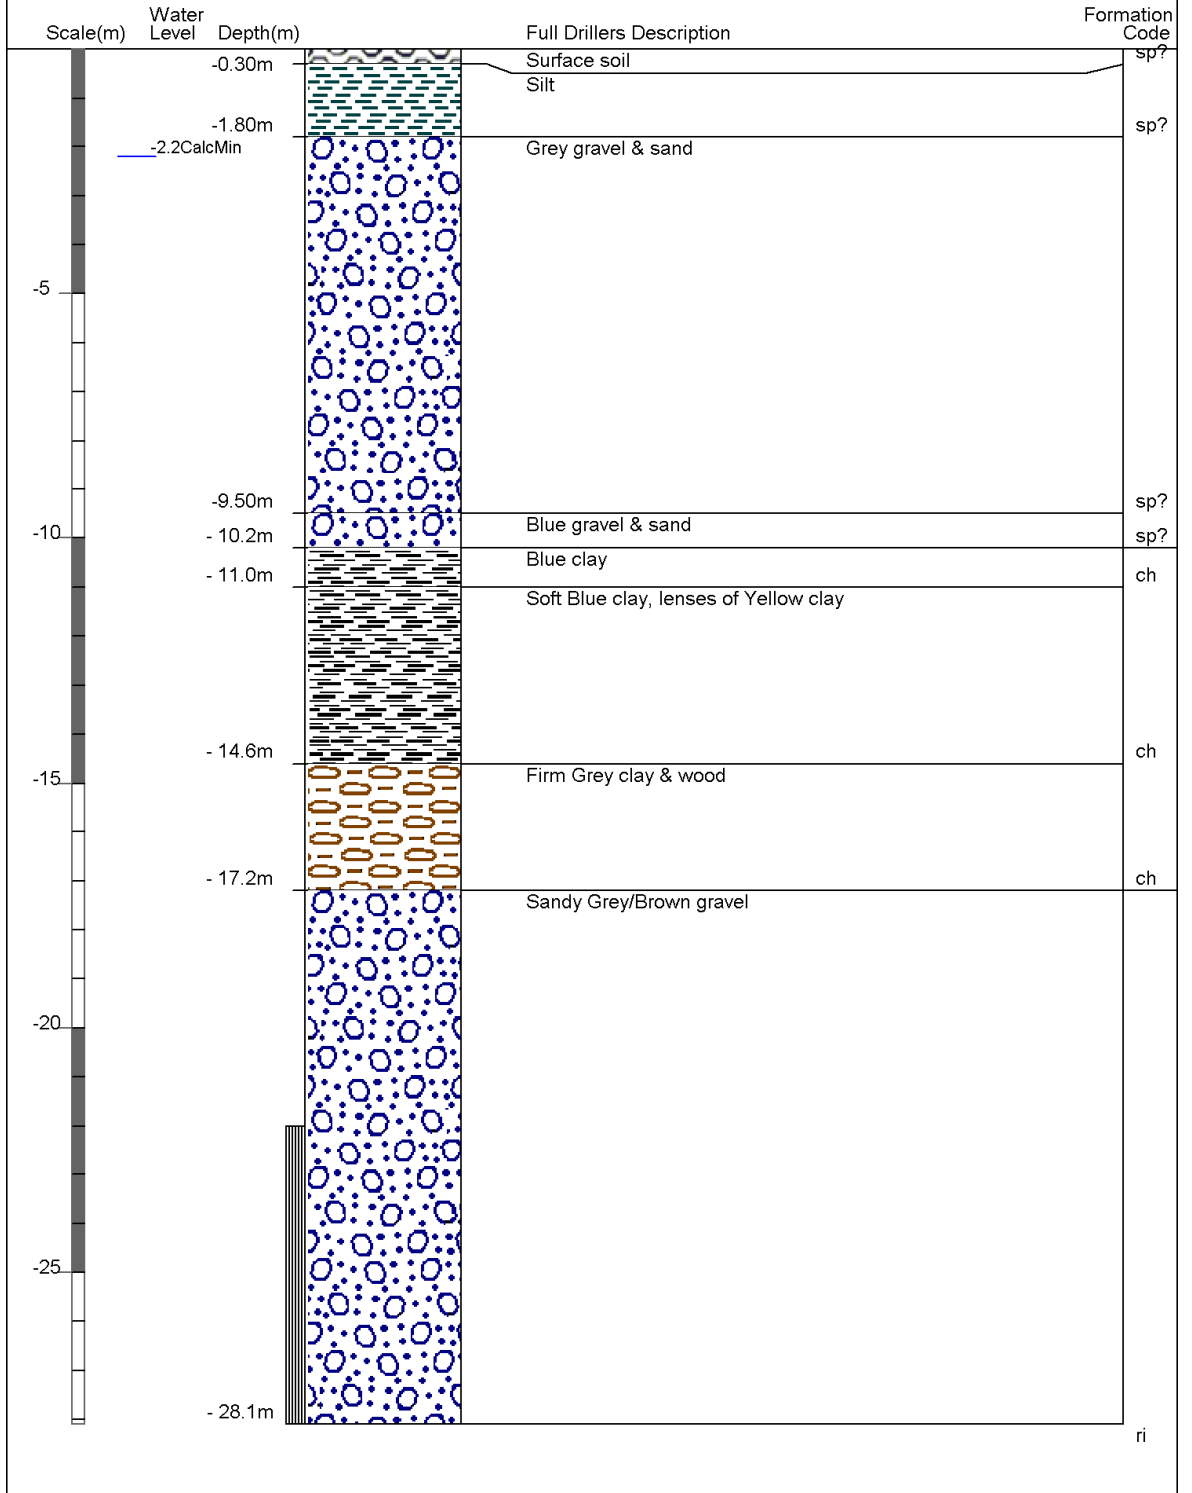 Scale(m) Water Level Depth(m) Full Drillers Description Formation Code
sp?
-0.30m Surface soil
Silt
-1.80m sp?
-2.2CalcMin Grey gravel & sand
-5
-9.50m sp?
-10 Blue gravel & sand
- 10.2m sp?
Blue clay
- 11.0m ch
Soft Blue clay, lenses of Yellow clay
- 14.6m ch
-15 Firm Grey clay & wood
- 17.2m ch
Sandy Grey/Brown gravel
-20
-25
- 28.1m
ri